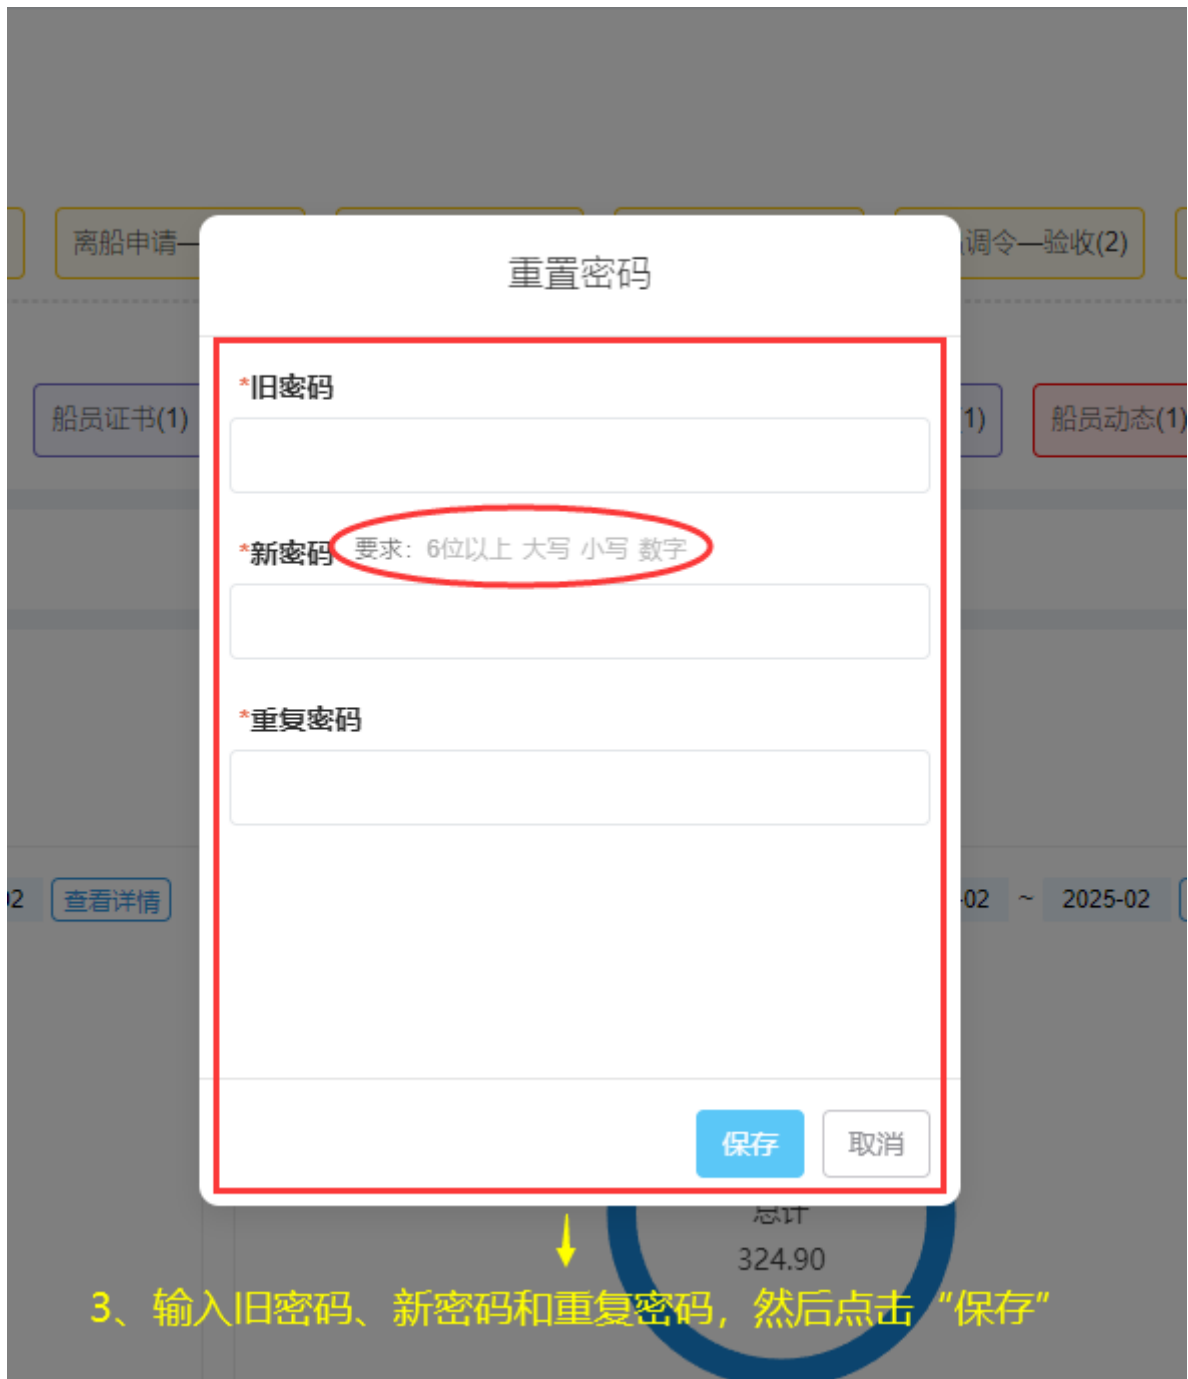 离船申请—
调令—验收(2)
重置密码
*旧密码
船员证书(1)
1)
船员动态(1)
*新密码 要求：6位以上 大写 小写 数字
*重复密码
02 查看详情
-02 ~ 2025-02
保存 取消
总计
324.90
3、输入旧密码、新密码和重复密码，然后点击“保存”